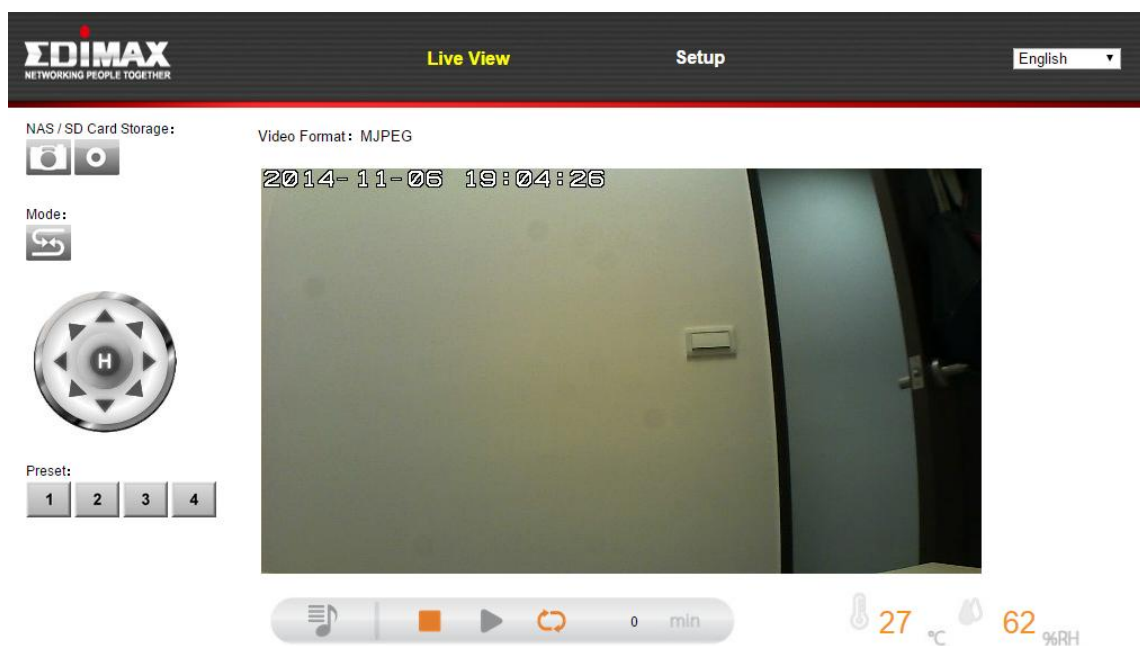 EDIMAX
NETWORKING PEOPLE TOGETHER
Live View
Setup
English
NAS / SD Card Storage:
Video Format: MJPEG
2014-11-06 19:04:26
Mode:
H
Preset:
1 2 3 4
0 min
27 °C
62 %RH